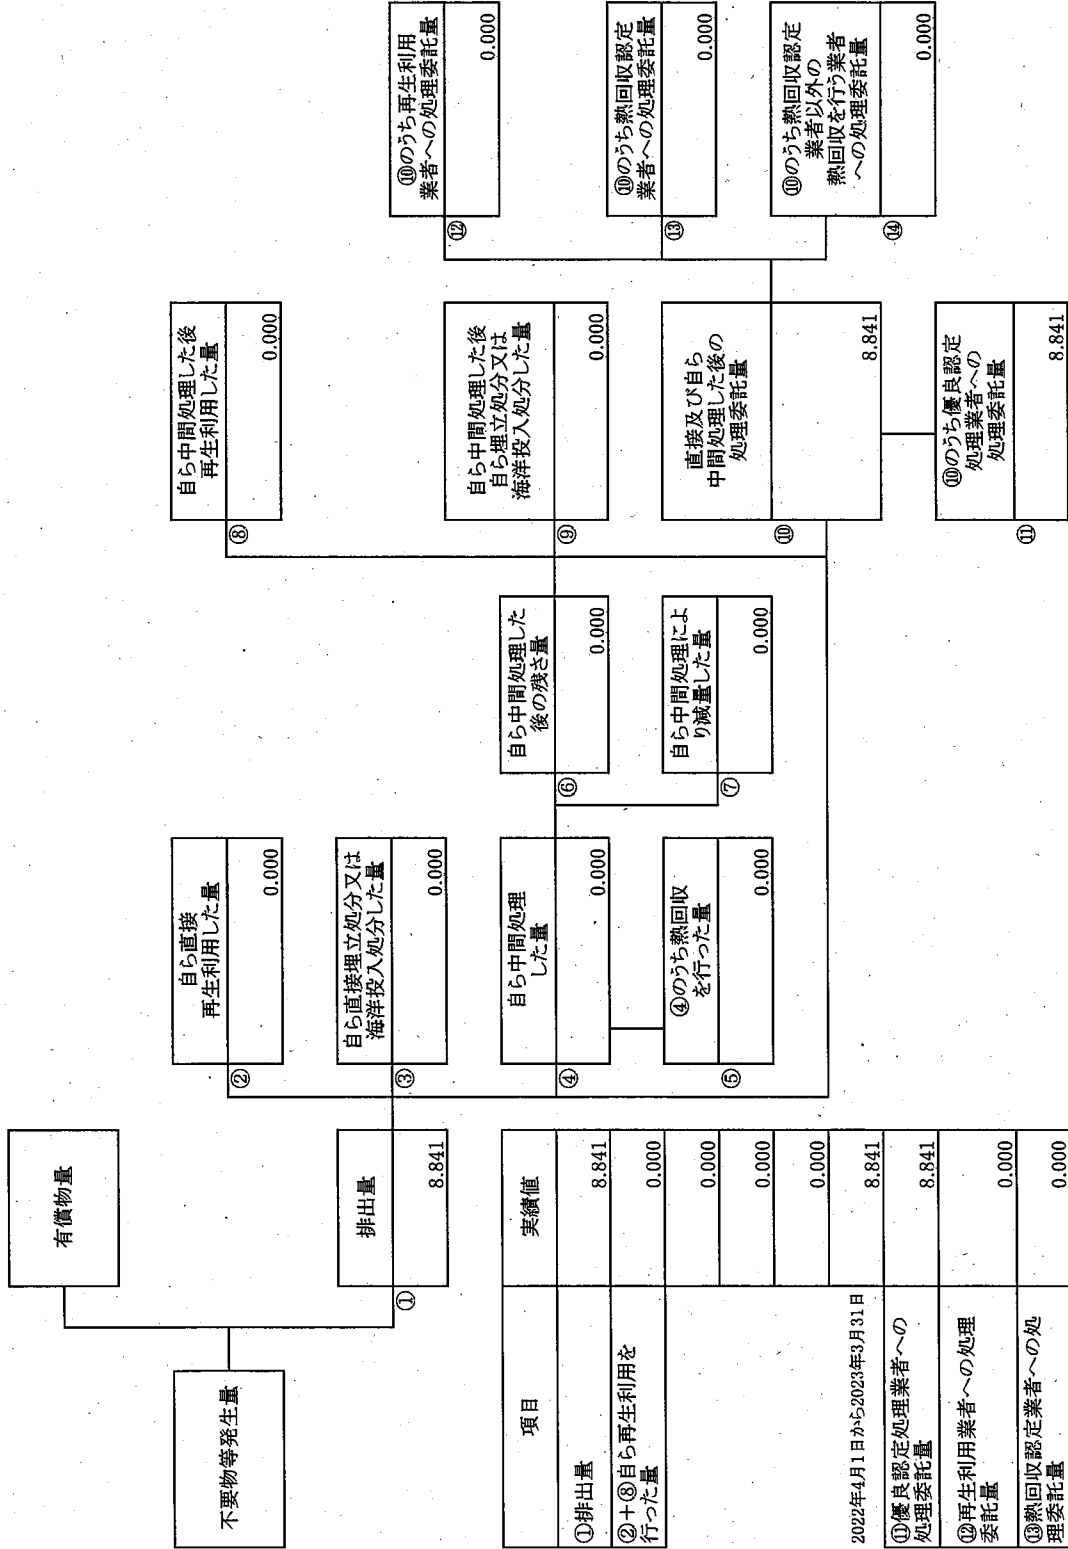 不要物等発生量
有償物量
排出量
①
8.841
自ら直接
再生利用した量
②
0.000
自ら直接埋立処分又は
海洋投入処分した量
③
0.000
自ら中間処理
した量
④
0.000
④のうち熱回収
を行った量
⑤
0.000
自ら中間処理した
後の残さ量
⑥
0.000
自ら中間処理によ
り減量した量
⑦
0.000
自ら中間処理した後
再生利用した量
⑧
0.000
自ら中間処理した後
自ら埋立処分又は
海洋投入処分した量
⑨
0.000
直接及び自ら
中間処理した後の
処理委託量
⑩
8.841
⑩のうち優良認定
処理業者への
処理委託量
⑪
8.841
⑩のうち再生利用
業者への処理委託量
⑫
0.000
⑩のうち熱回収認定
業者への処理委託量
⑬
0.000
⑩のうち熱回収認定
業者以外の
熱回収を行う業者
への処理委託量
⑭
0.000
項目 実績値
①排出量 8.841
②+⑧自ら再生利用を
行った量 0.000
0.000
0.000
0.000
2022年4月1日から2023年3月31日 8.841
⑪優良認定処理業者への
処理委託量 8.841
⑫再生利用業者への処理
委託量 0.000
⑬熱回収認定業者への処
理委託量 0.000